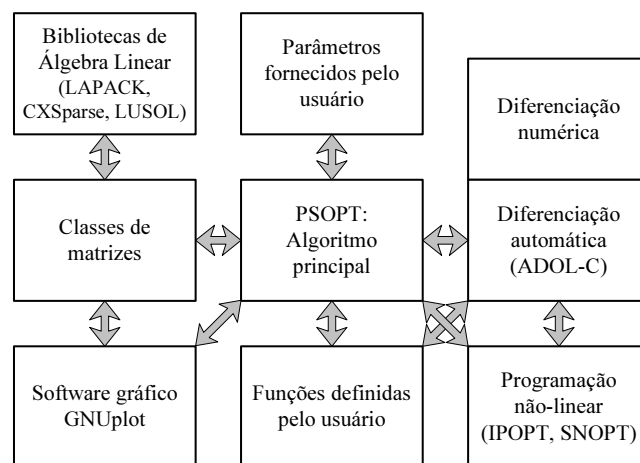 Bibliotecas de
Álgebra Linear
(LAPACK,
CXSparse, LUSOL)
Parâmetros
fornecidos pelo
usuário
Diferenciação
numérica
Classes de
matrizes
PSOPT:
Algoritmo
principal
Diferenciação
automática
(ADOL-C)
Software gráfico
GNUplot
Funções definidas
pelo usuário
Programação
não-linear
(IPOPT, SNOPT)